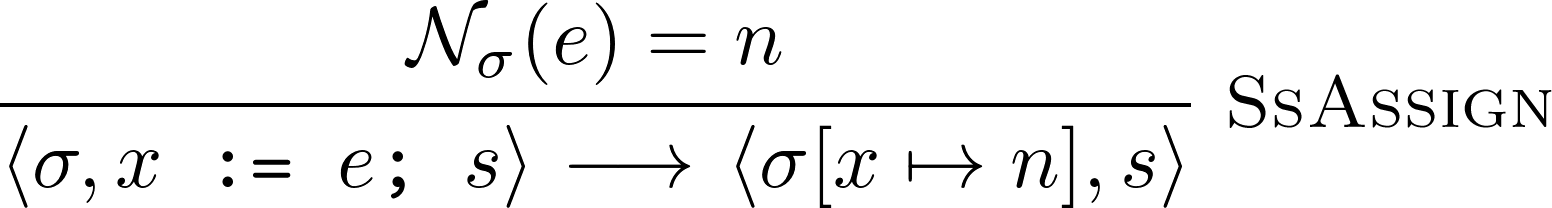 𝒩σ(e) = n
⟨σ, x := e; s⟩ ⟶ ⟨σ[x ↦ n], s⟩ SsAssign